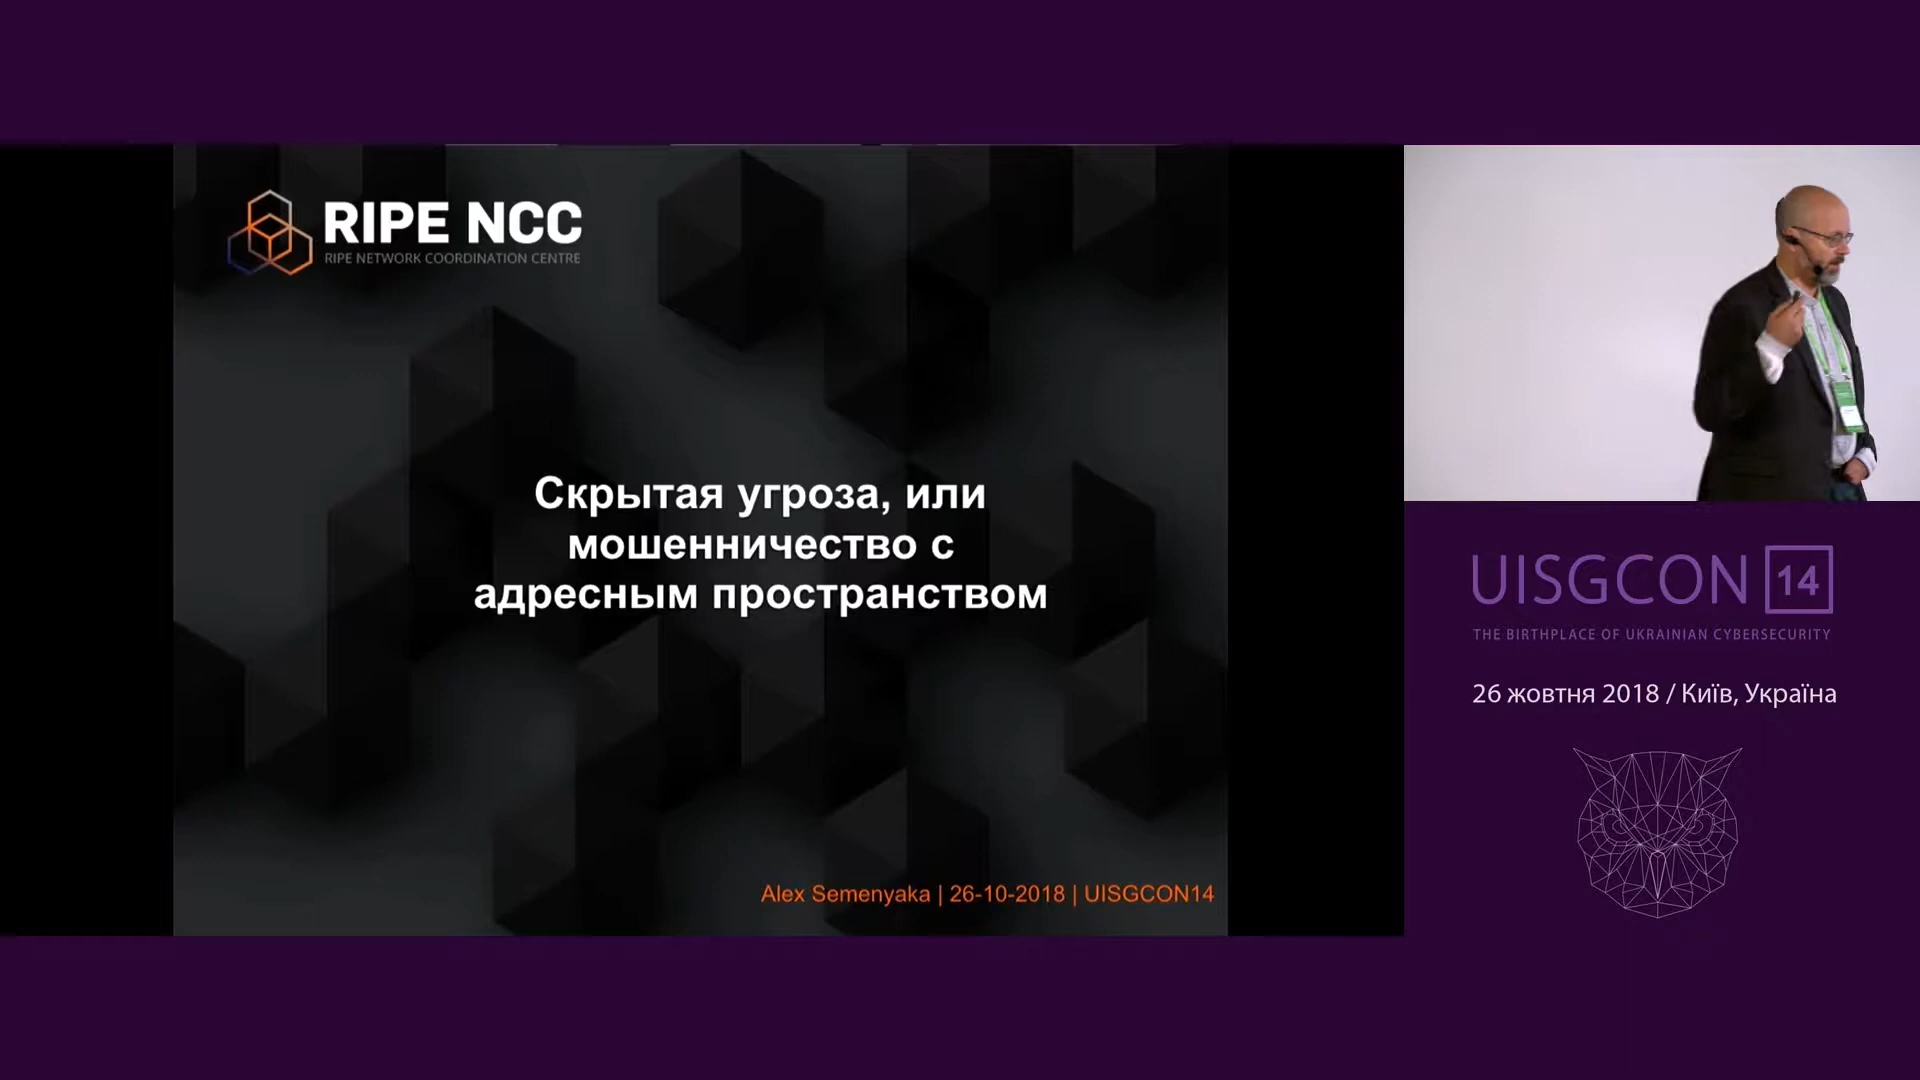 RIPE NCC
RIPE NETWORK COORDINATION CENTRE
Скрытая угроза, или
мошенничество с
адресным пространством
Alex Semenyaka | 26-10-2018 | UISGCON14
UISGCON 14
THE BIRTHPLACE OF UKRAINIAN CYBERSECURITY
26 жовтня 2018 / Київ, Україна